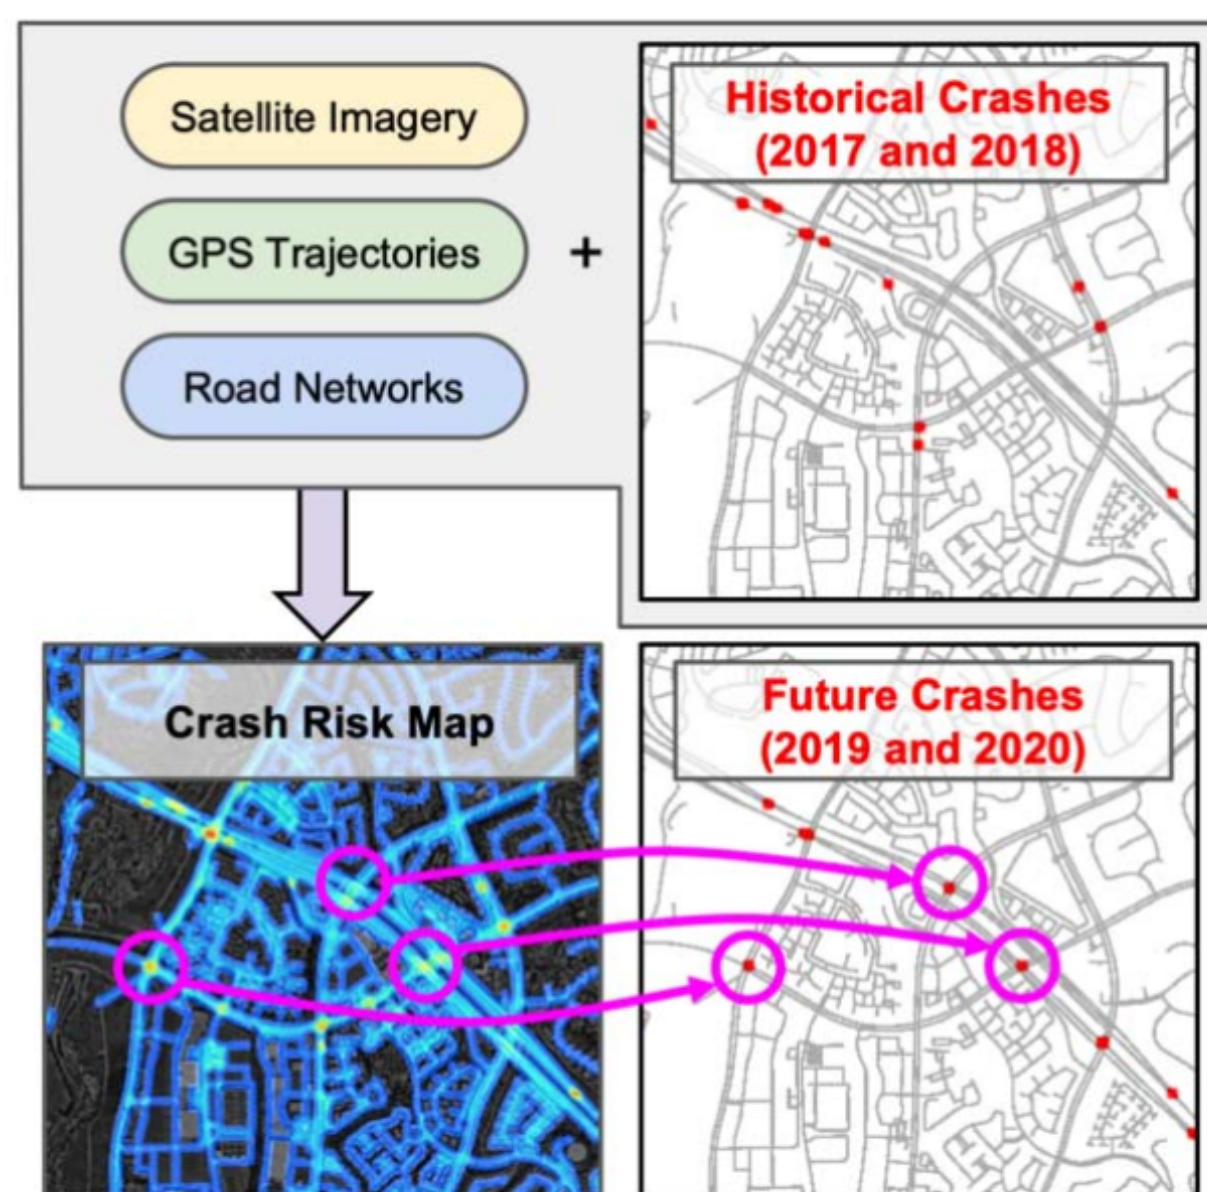 Satellite Imagery
GPS Trajectories
Road Networks
+
Historical Crashes
(2017 and 2018)
Crash Risk Map
Future Crashes
(2019 and 2020)